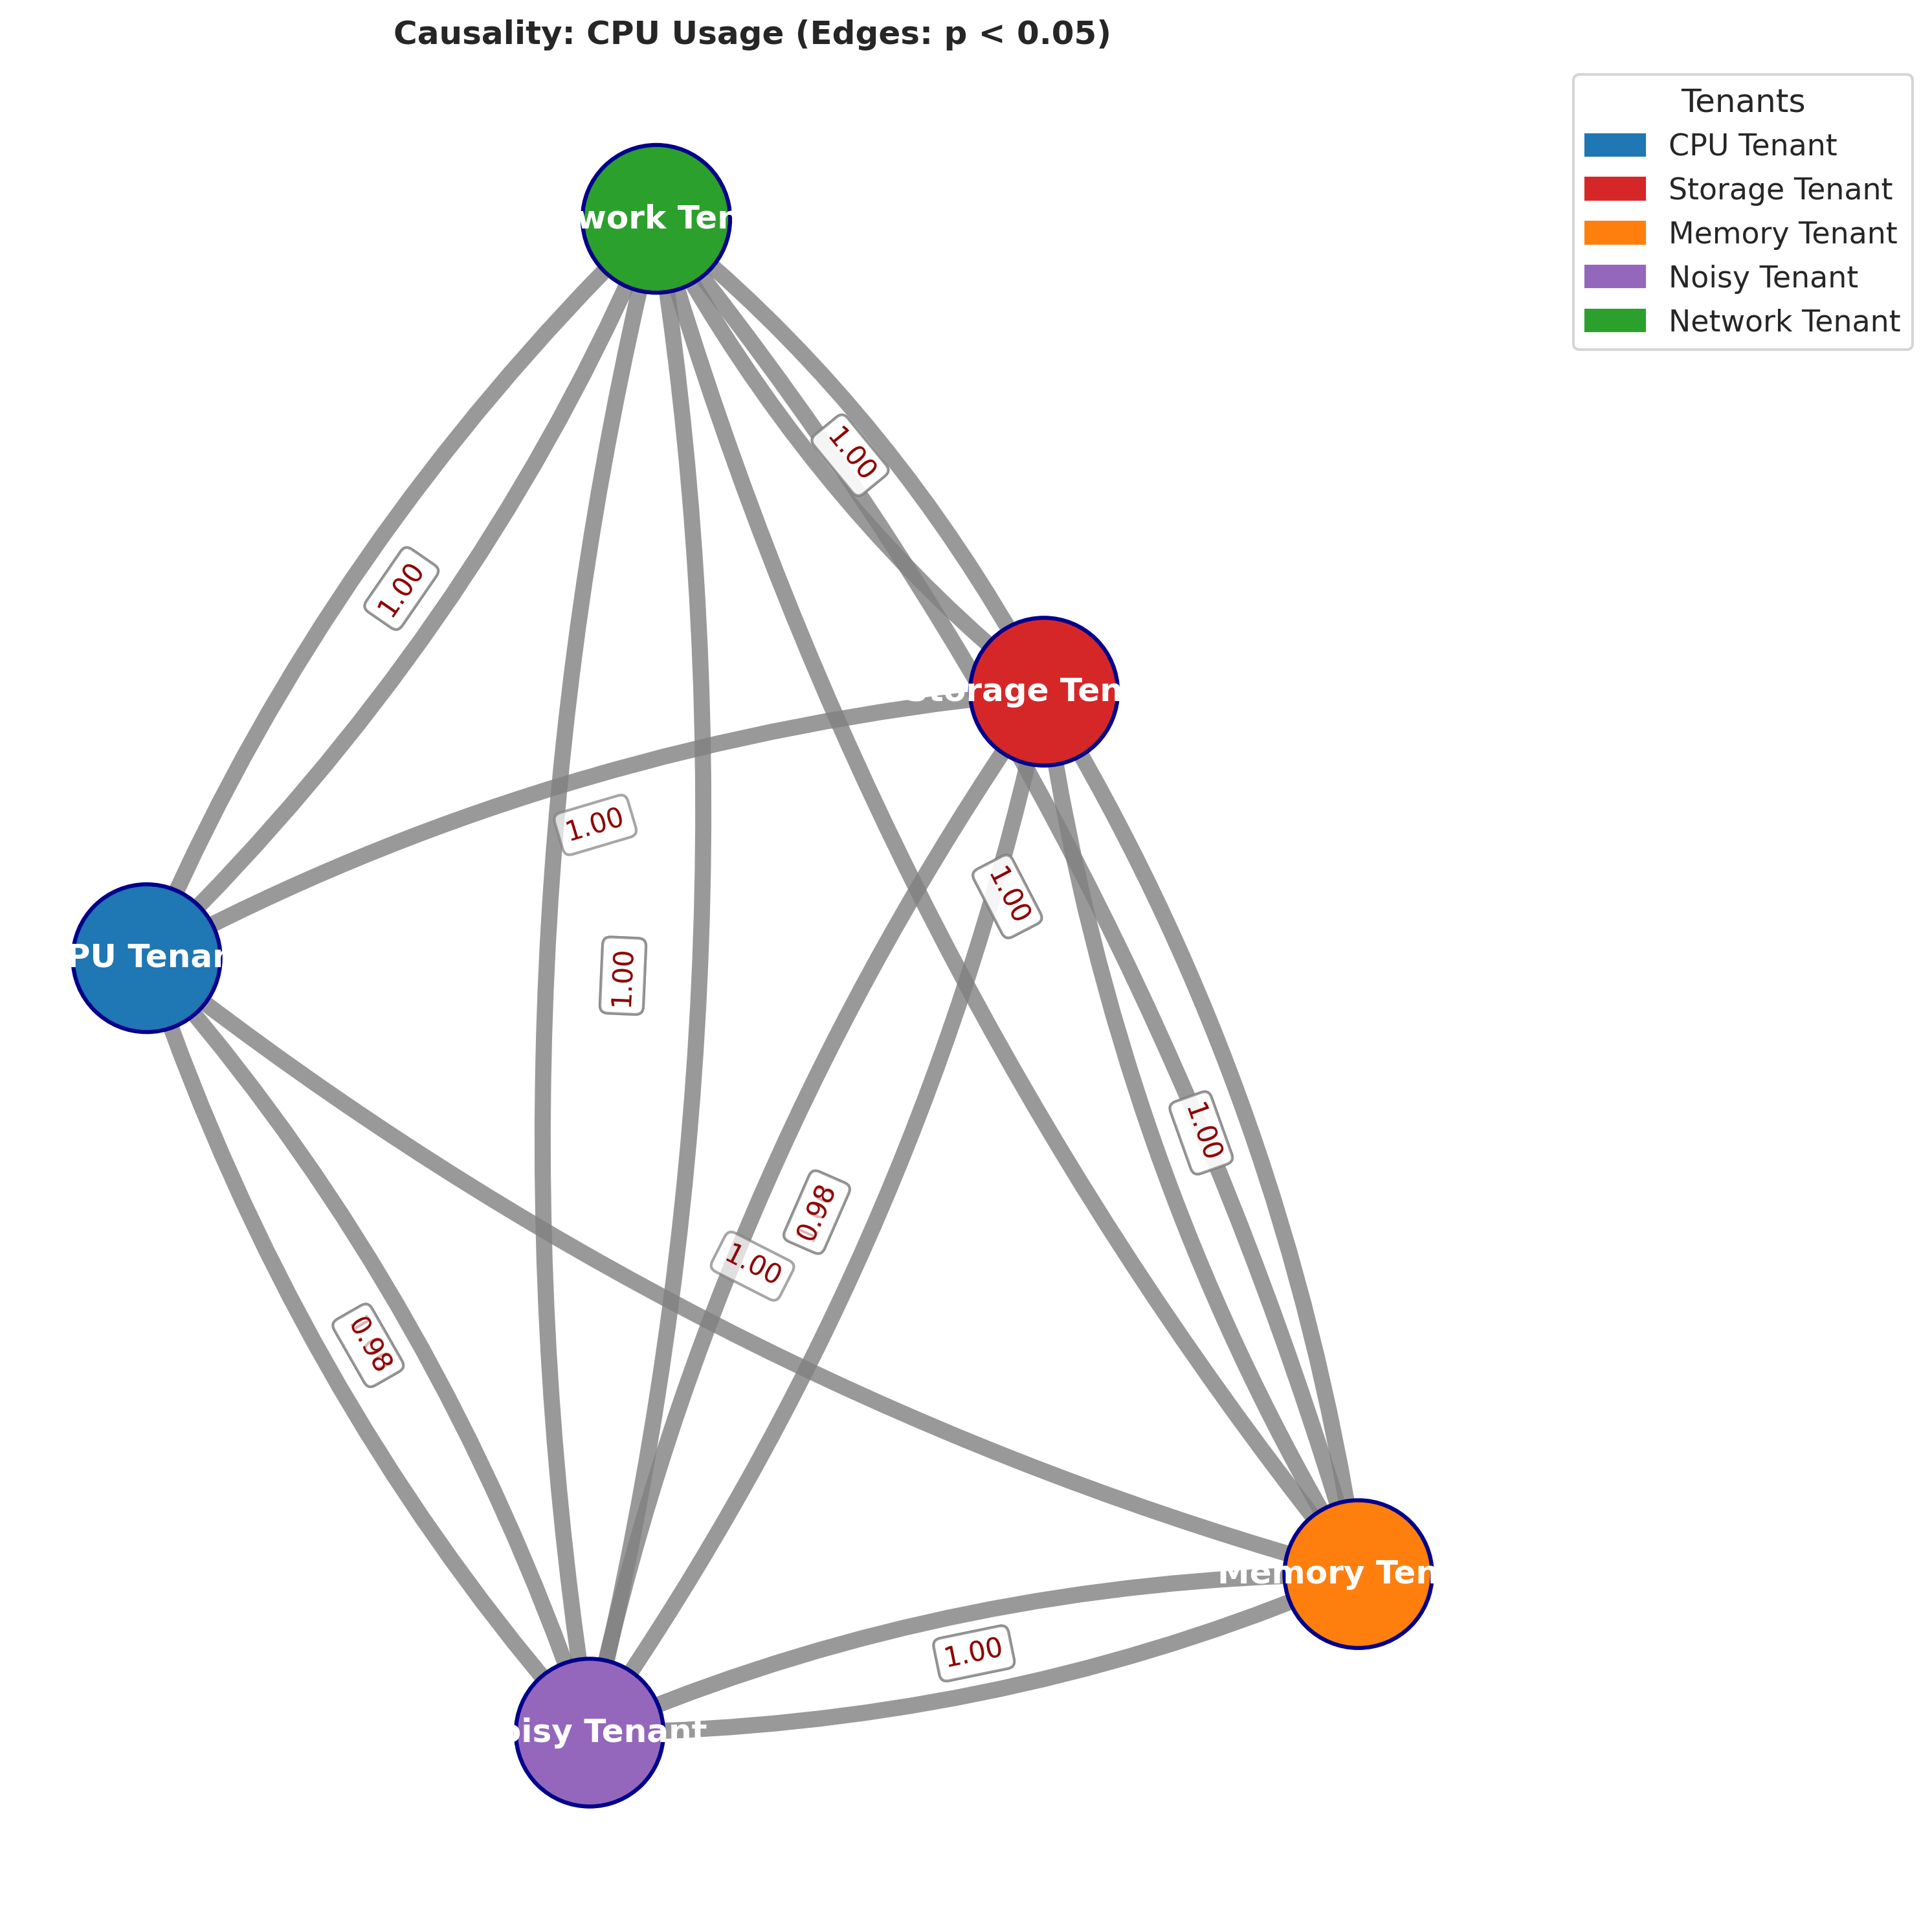 Causality: CPU Usage (Edges: p < 0.05)
Tenants
CPU Tenant
Storage Tenant
Memory Tenant
Noisy Tenant
Network Tenant
work Ten
1.00
1.00
Storage Ten
1.00
1.00
PU Tenan
1.00
1.00
0.98
1.00
0.98
Memory Ten
1.00
oisy Tenant